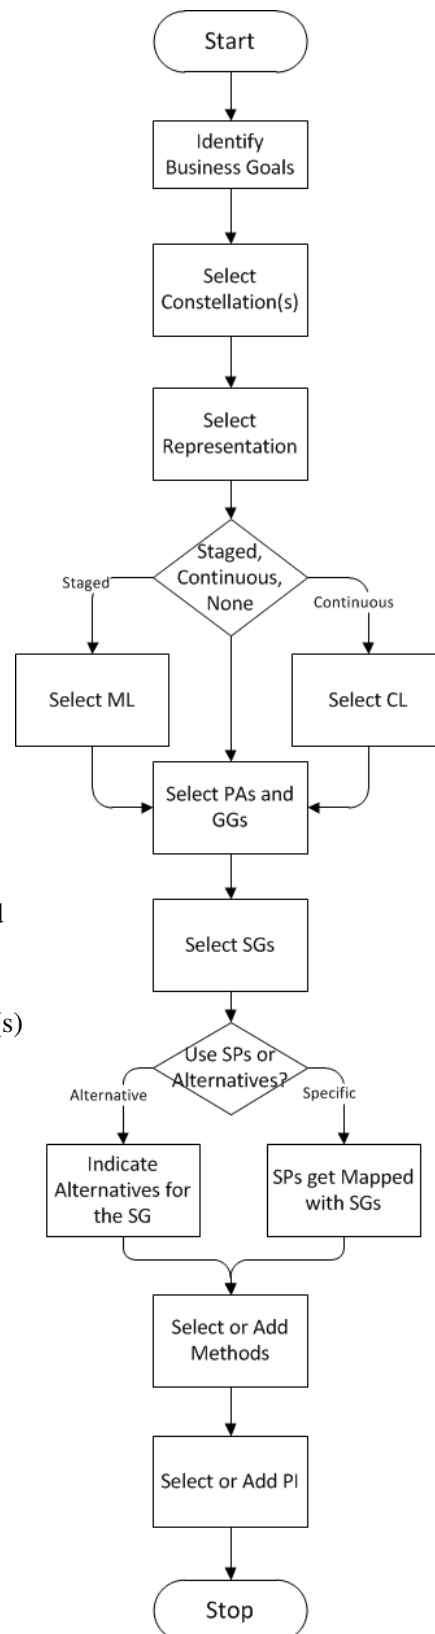 Start
Identify
Business Goals
Select
Constellation(s)
Select
Representation
Staged,
Continuous,
None
Staged
Continuous
Select ML
Select CL
Select PAs and
GGs
Select SGs
(s)
Use SPs or
Alternatives?
Alternative
Specific
Indicate
Alternatives for
the SG
SPs get Mapped
with SGs
Select or Add
Methods
Select or Add PI
Stop